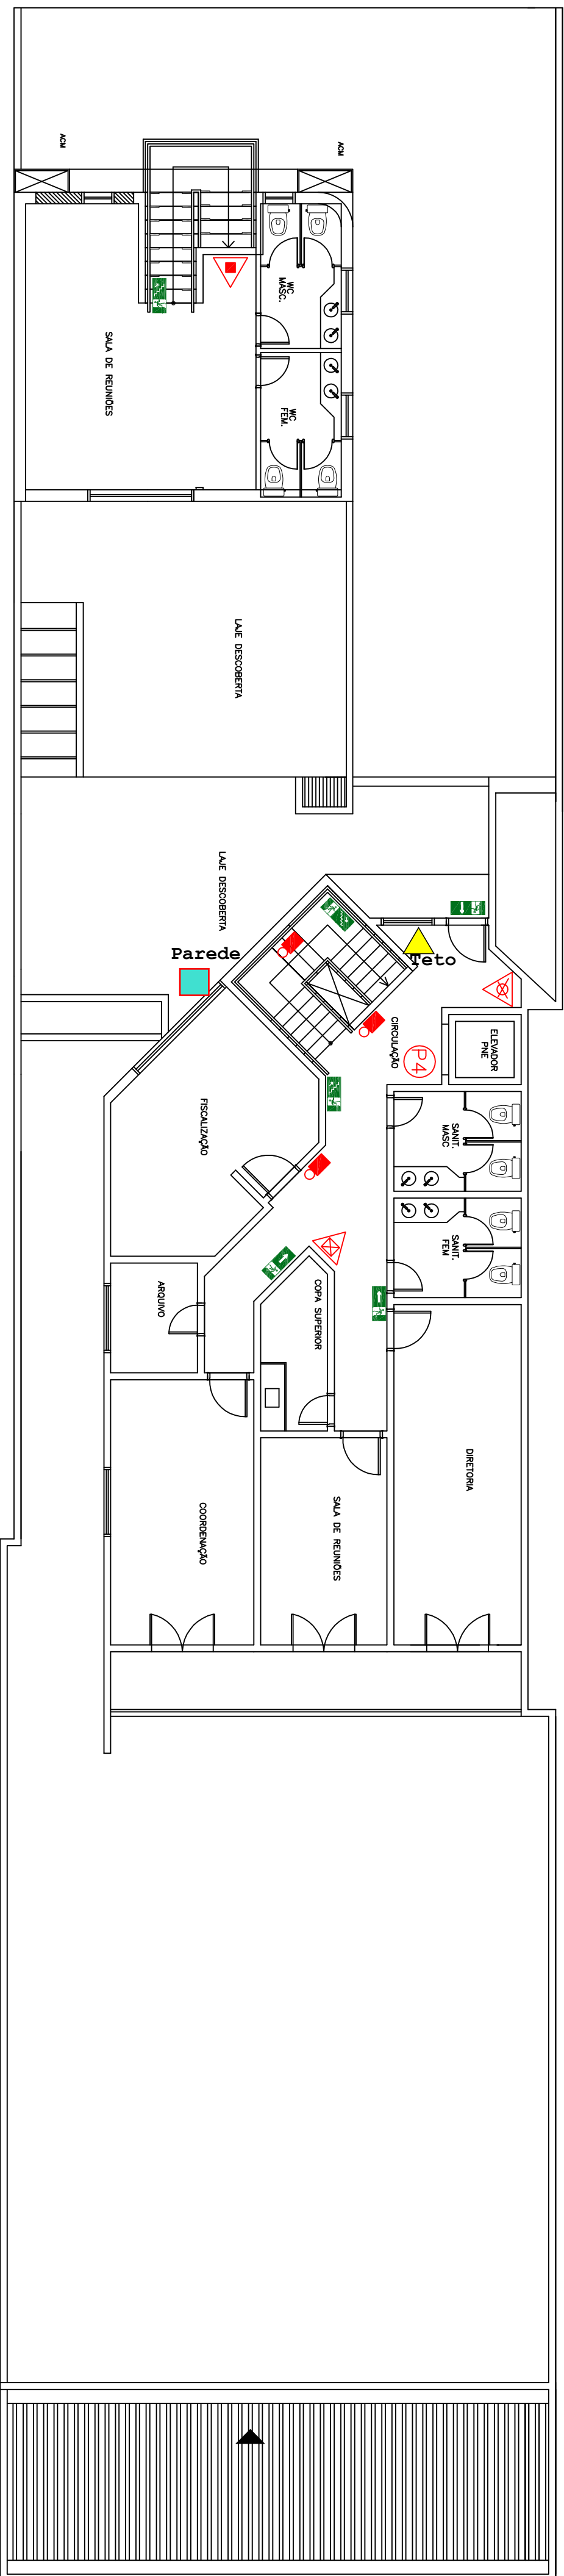 ACM
ACM
WC
MASC.
SALA DE REUNIÕES
WC
FEM.
LAJE DESCOBERTA
LAJE DESCOBERTA
Parede
Teto
CIRCULAÇÃO
P4
ELEVADOR
PNE
FISCALIZAÇÃO
SANIT.
MASC
SANIT.
FEM
ARQUIVO
COPA SUPERIOR
COORDENAÇÃO
SALA DE REUNIÕES
DIRETORIA